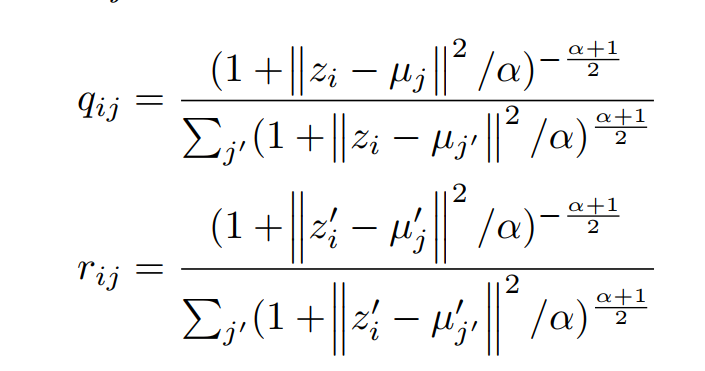 q_{ij} = \frac{(1 + \|z_i - \mu_j\|^2 / \alpha)^{-\frac{\alpha+1}{2}}}{\sum_{j'} (1 + \|z_i - \mu_{j'}\|^2 / \alpha)^{\frac{\alpha+1}{2}}}
r_{ij} = \frac{(1 + \|z'_i - \mu'_j\|^2 / \alpha)^{-\frac{\alpha+1}{2}}}{\sum_{j'} (1 + \|z'_i - \mu'_{j'}\|^2 / \alpha)^{\frac{\alpha+1}{2}}}